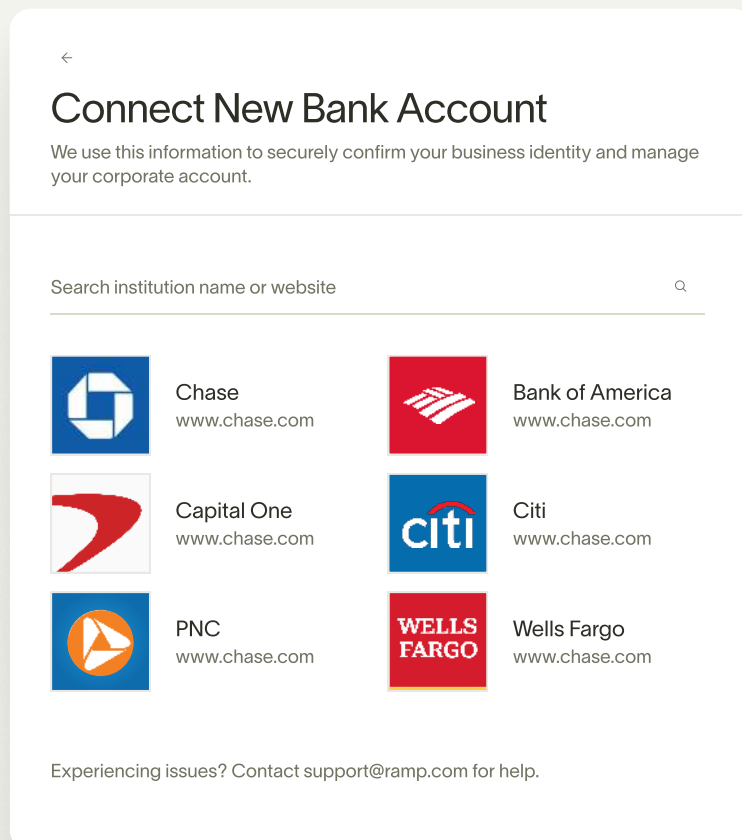 Connect New Bank Account
We use this information to securely confirm your business identity and manage
your corporate account.
Search institution name or website
Chase
www.chase.com
Bank of America
www.chase.com
Capital One
www.chase.com
citi
Citi
www.chase.com
PNC
www.chase.com
WELLS
FARGO
Wells Fargo
www.chase.com
Experiencing issues? Contact support@ramp.com for help.